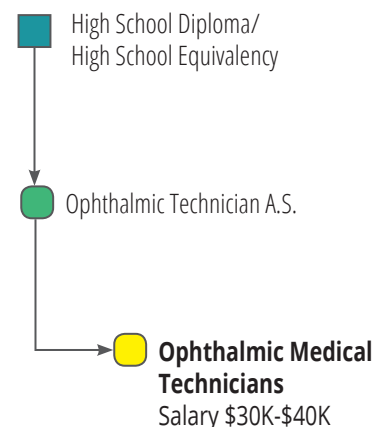 High School Diploma/
High School Equivalency
Ophthalmic Technician A.S.
Ophthalmic Medical
Technicians
Salary $30K-$40K